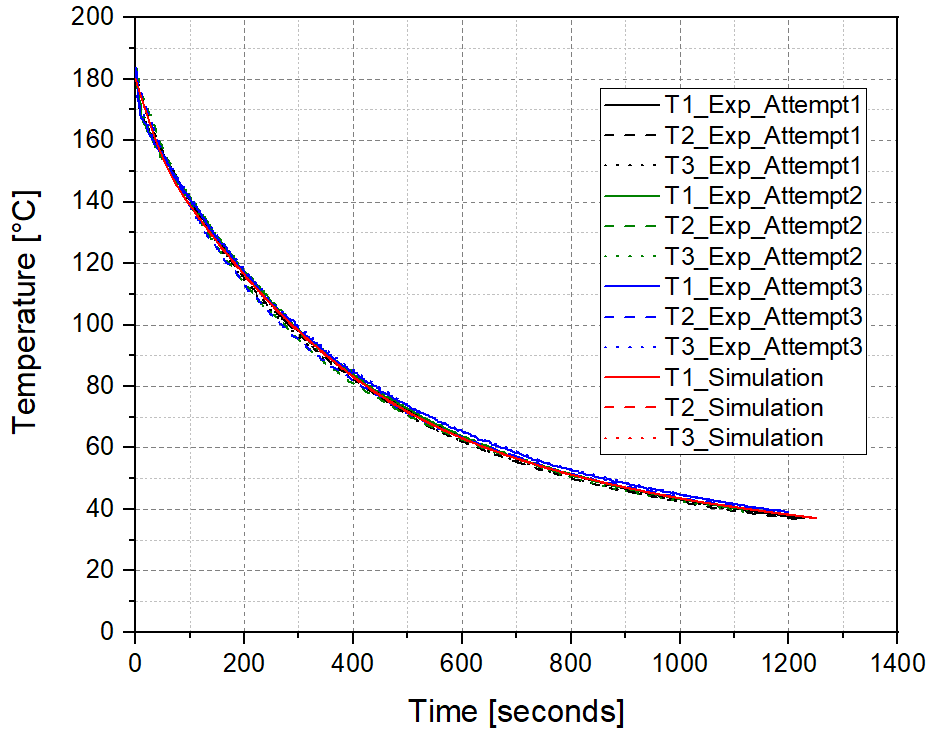 200
180
160
140
120
100
80
60
40
20
0
Temperature [°C]
T1_Exp_Attempt1
T2_Exp_Attempt1
T3_Exp_Attempt1
T1_Exp_Attempt2
T2_Exp_Attempt2
T3_Exp_Attempt2
T1_Exp_Attempt3
T2_Exp_Attempt3
T3_Exp_Attempt3
T1_Simulation
T2_Simulation
T3_Simulation
0 200 400 600 800 1000 1200 1400
Time [seconds]